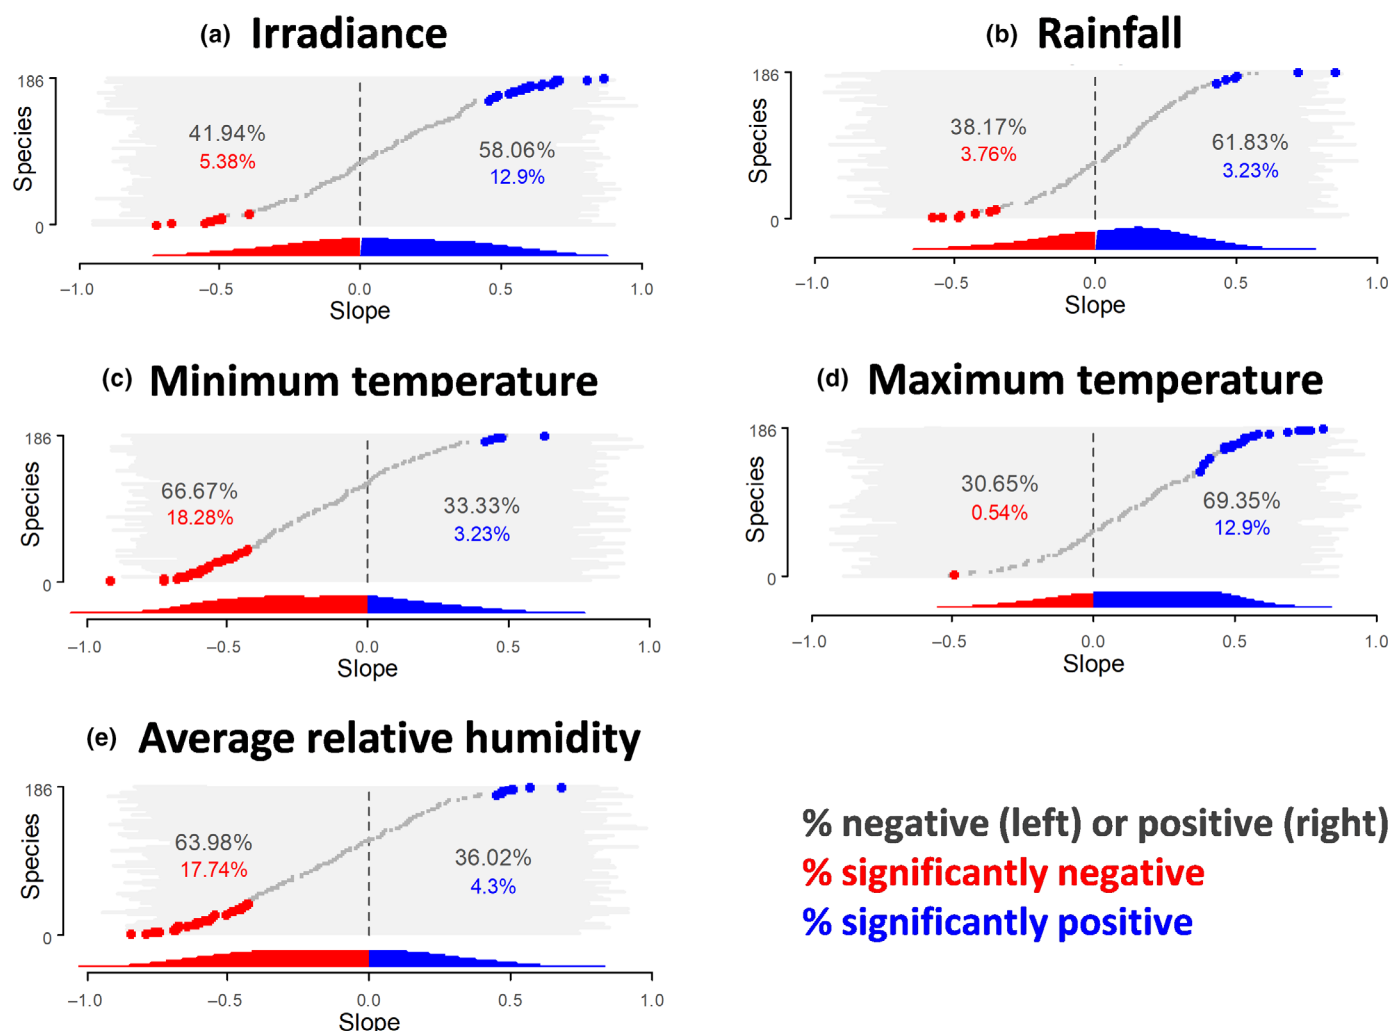 (a) Irradiance
186
Species
0
41.94%
5.38%
58.06%
12.9%
−1.0 −0.5 0.0 0.5 1.0
Slope
(b) Rainfall
186
Species
0
38.17%
3.76%
61.83%
3.23%
−1.0 −0.5 0.0 0.5 1.0
Slope
(c) Minimum temperature
186
Species
0
66.67%
18.28%
33.33%
3.23%
−1.0 −0.5 0.0 0.5 1.0
Slope
(d) Maximum temperature
186
Species
0
30.65%
0.54%
69.35%
12.9%
−1.0 −0.5 0.0 0.5 1.0
Slope
(e) Average relative humidity
186
Species
0
63.98%
17.74%
36.02%
4.3%
−1.0 −0.5 0.0 0.5 1.0
Slope
% negative (left) or positive (right)
% significantly negative
% significantly positive